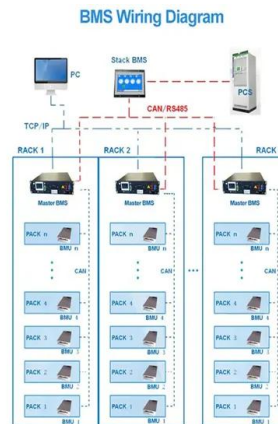 BMS Wiring Diagram
PC
Stack BMS
PCS
CAN/RS485
TCP/IP
RACK 1
RACK 2
RACK
Master BMS
Master BMS
Master BMS
PACK n
PACK n
PACK n
BMU n
BMU n
BMU n
CAN
CAN
CAN
PACK 4
PACK 4
PACK 4
BMU 4
BMU 4
BMU 4
PACK 3
PACK 3
PACK 3
BMU 3
BMU 3
BMU 3
PACK 2
PACK 2
PACK 2
BMU 2
BMU 2
BMU 2
PACK 1
PACK 1
PACK 1
BMU 1
BMU 1
BMU 1